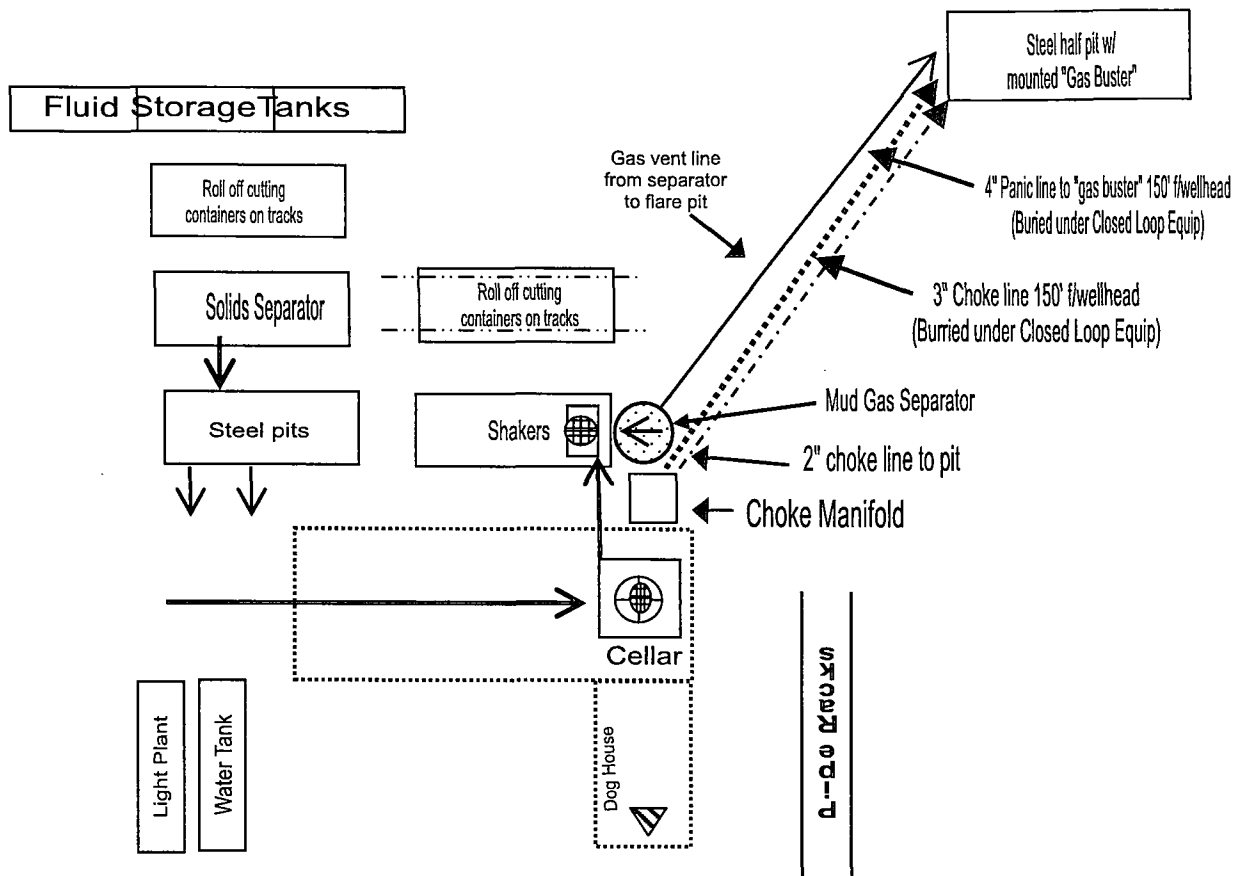 Steel half pit w/
mounted "Gas Buster"
Fluid StorageTanks
Gas vent line
from separator
to flare pit
Roll off cutting
containers on tracks
4" Panic line to "gas buster" 150' f/wellhead
(Buried under Closed Loop Equip)
Solids Separator
Roll off cutting
containers on tracks
3" Choke line 150' f/wellhead
(Burried under Closed Loop Equip)
Steel pits
Shakers
Mud Gas Separator
2" choke line to pit
Choke Manifold
Cellar
Pipe Racks
Light Plant
Water Tank
Dog House